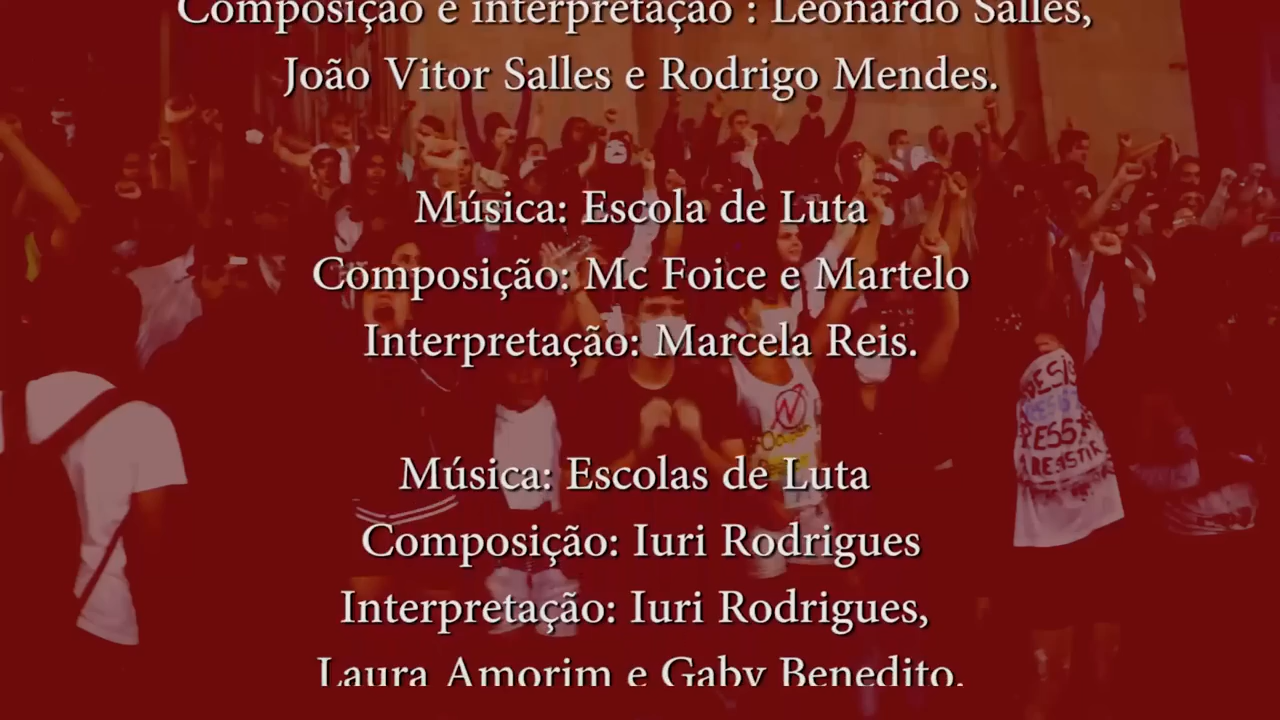 Composição e interpretação : Leonardo Salles,
João Vitor Salles e Rodrigo Mendes.
Música: Escola de Luta
Composição: Mc Foice e Martelo
Interpretação: Marcela Reis.
Música: Escolas de Luta
Composição: Iuri Rodrigues
Interpretação: Iuri Rodrigues,
Laura Amorim e Gaby Benedito.